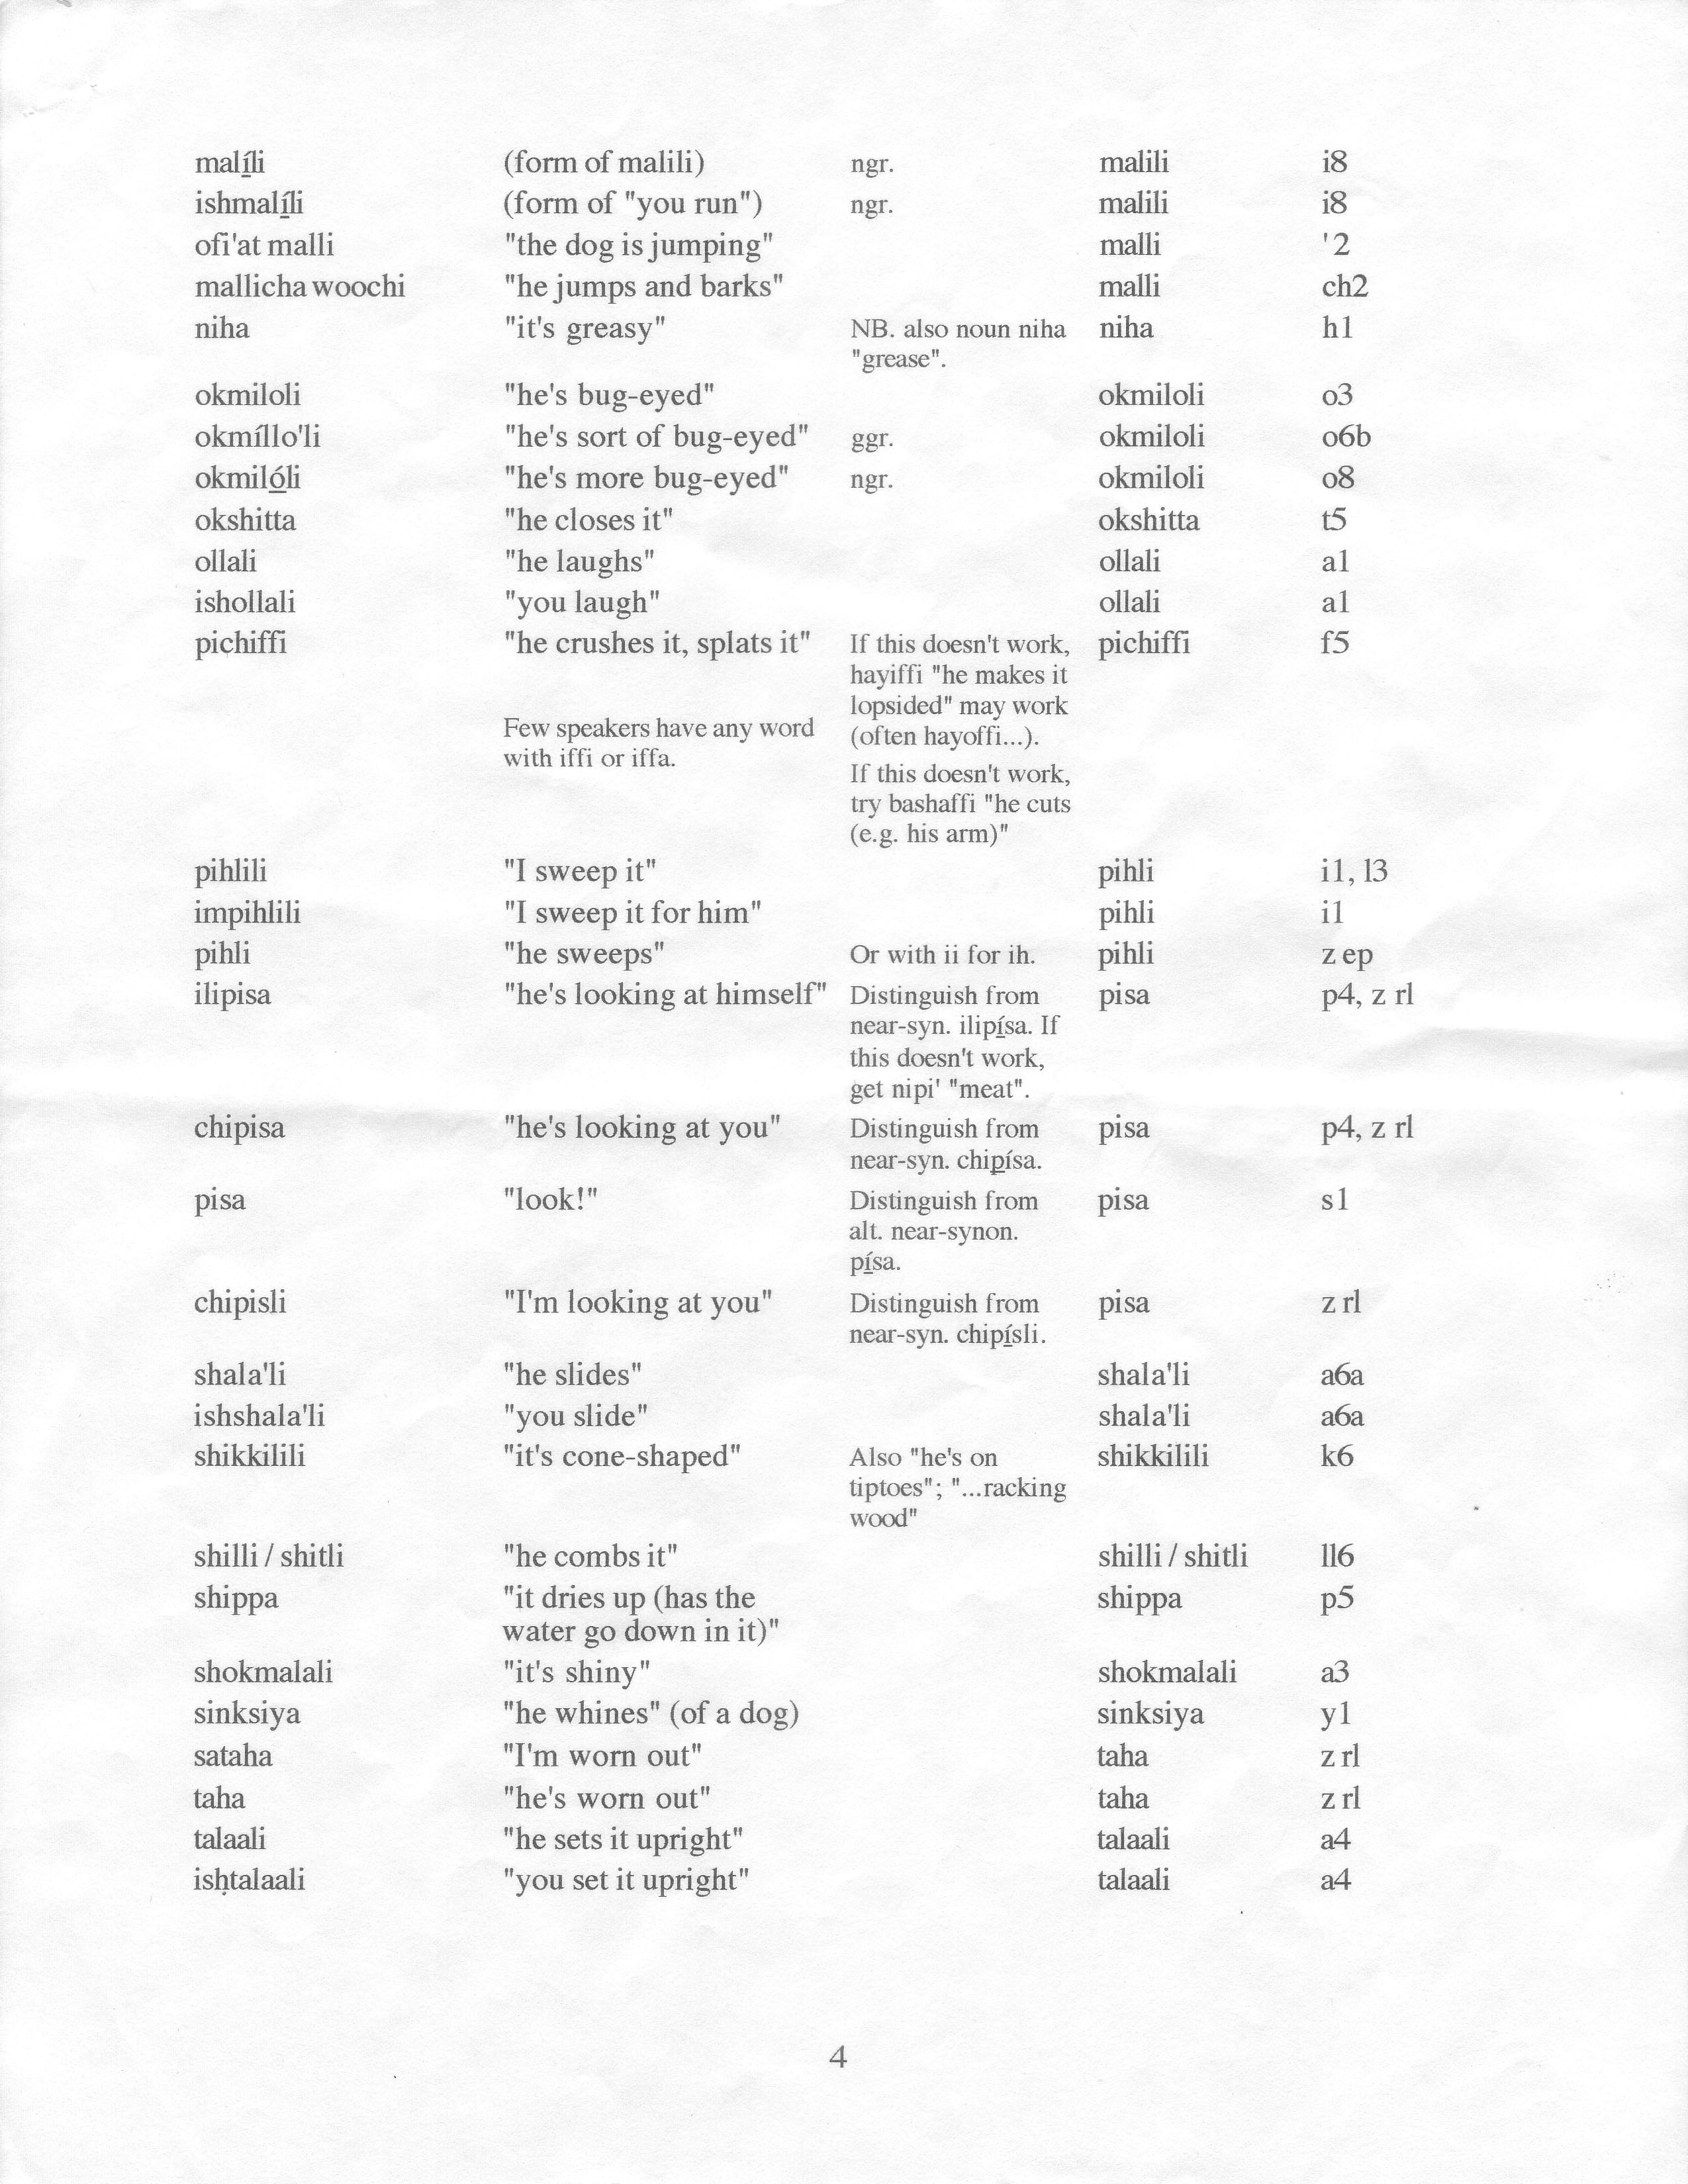 malí̱li (form of malili) ngr. malili i8
ishmalí̱li (form of "you run") ngr. malili i8
ofi'at malli "the dog is jumping" malli '2
mallicha woochi "he jumps and barks" malli ch2
niha "it's greasy" NB. also noun niha niha h1
"grease".
okmiloli "he's bug-eyed" okmiloli o3
okmíllo'li "he's sort of bug-eyed" ggr. okmiloli o6b
okmiló̱li "he's more bug-eyed" ngr. okmiloli o8
okshitta "he closes it" okshitta t5
ollali "he laughs" ollali a1
ishollali "you laugh" ollali a1
pichiffi "he crushes it, splats it" If this doesn't work, pichiffi f5
hayiffi "he makes it
lopsided" may work
(often hayoffi...).
Few speakers have any word
with iffi or iffa.
If this doesn't work,
try bashaffi "he cuts
(e.g. his arm)"
pihlili "I sweep it" pihli i1, l3
impihlili "I sweep it for him" pihli i1
pihli "he sweeps" Or with ii for ih. pihli z ep
ilipisa "he's looking at himself" Distinguish from pisa p4, z rl
near-syn. ilipí̱sa. If
this doesn't work,
get nipi' "meat".
chipisa "he's looking at you" Distinguish from pisa p4, z rl
near-syn. chip̱ísa.
pisa "look!" Distinguish from pisa s1
alt. near-synon.
pí̱sa.
chipisli "I'm looking at you" Distinguish from pisa z rl
near-syn. chipí̱sli.
shala'li "he slides" shala'li a6a
ishshala'li "you slide" shala'li a6a
shikkilili "it's cone-shaped" Also "he's on shikkilili k6
tiptoes"; "...racking
wood"
shilli / shitli "he combs it" shilli / shitli ll6
shippa "it dries up (has the shippa p5
water go down in it)"
shokmalali "it's shiny" shokmalali a3
sinksiya "he whines" (of a dog) sinksiya y1
sataha "I'm worn out" taha z rl
taha "he's worn out" taha z rl
talaali "he sets it upright" talaali a4
ishtalaali "you set it upright" talaali a4
4